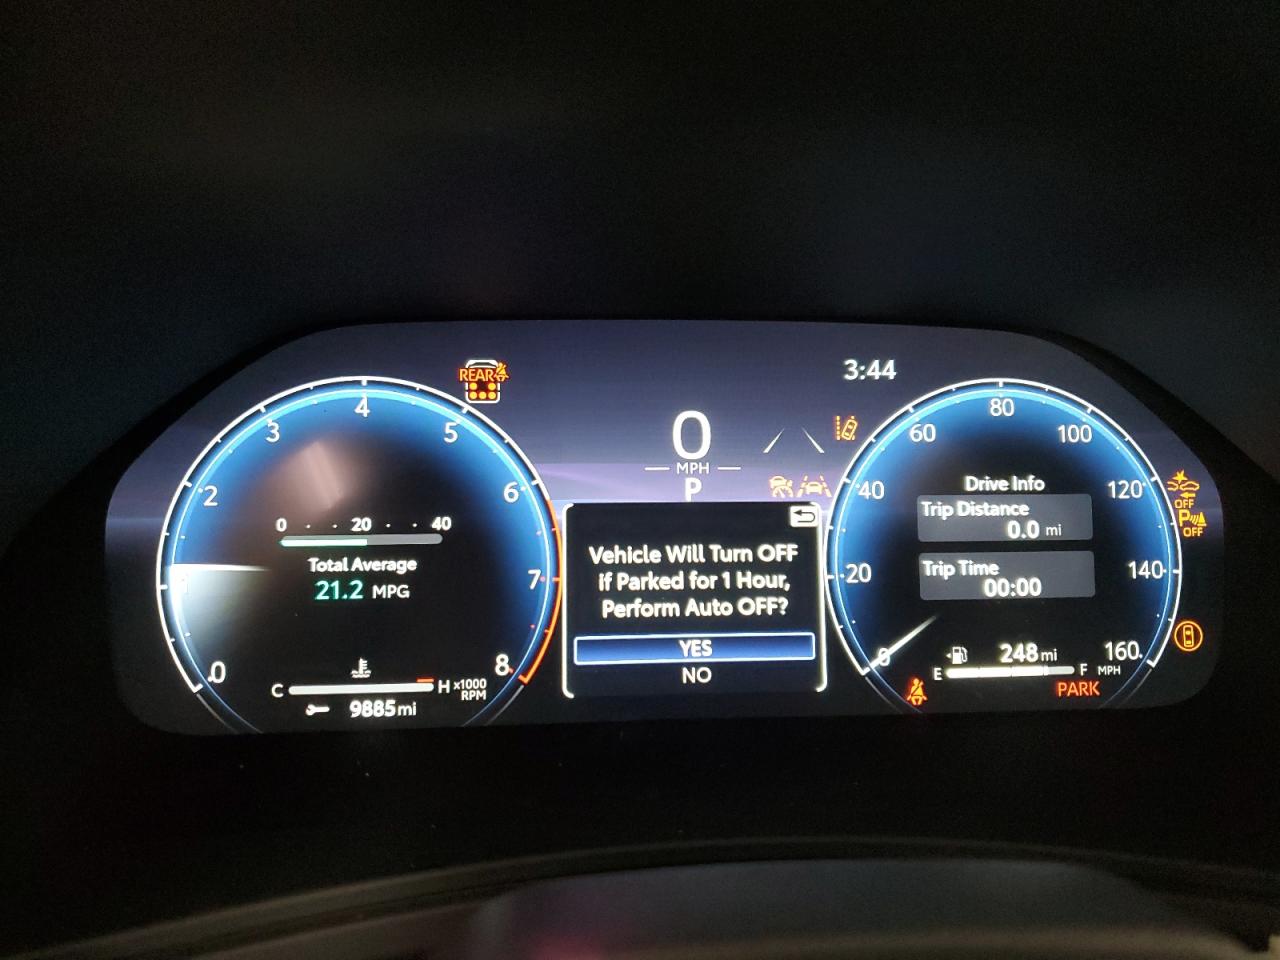 REAR
3:44
0
MPH
P
0 1 2 3 4 5 6 7 8
x1000
RPM
0 20 40
Total Average
21.2 MPG
C H
9885 mi
Vehicle Will Turn OFF
if Parked for 1 Hour,
Perform Auto OFF?
YES
NO
0 20 40 60 80 100 120 140 160
MPH
Drive Info
Trip Distance
0.0 mi
Trip Time
00:00
248 mi
E F
PARK
OFF
P
OFF